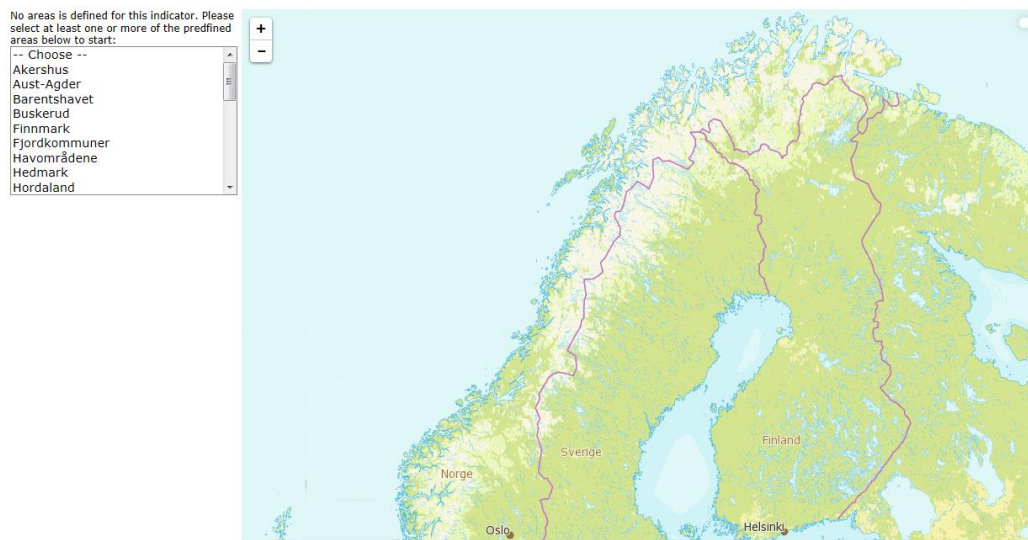 No areas is defined for this indicator. Please
select at least one or more of the predfined
areas below to start:
-- Choose --
Akershus
Aust-Agder
Barentshavet
Buskerud
Finnmark
Fjordkommuner
Havområdene
Hedmark
Hordaland
+
−
Sverige
Finland
Norge
Oslo
Helsinki